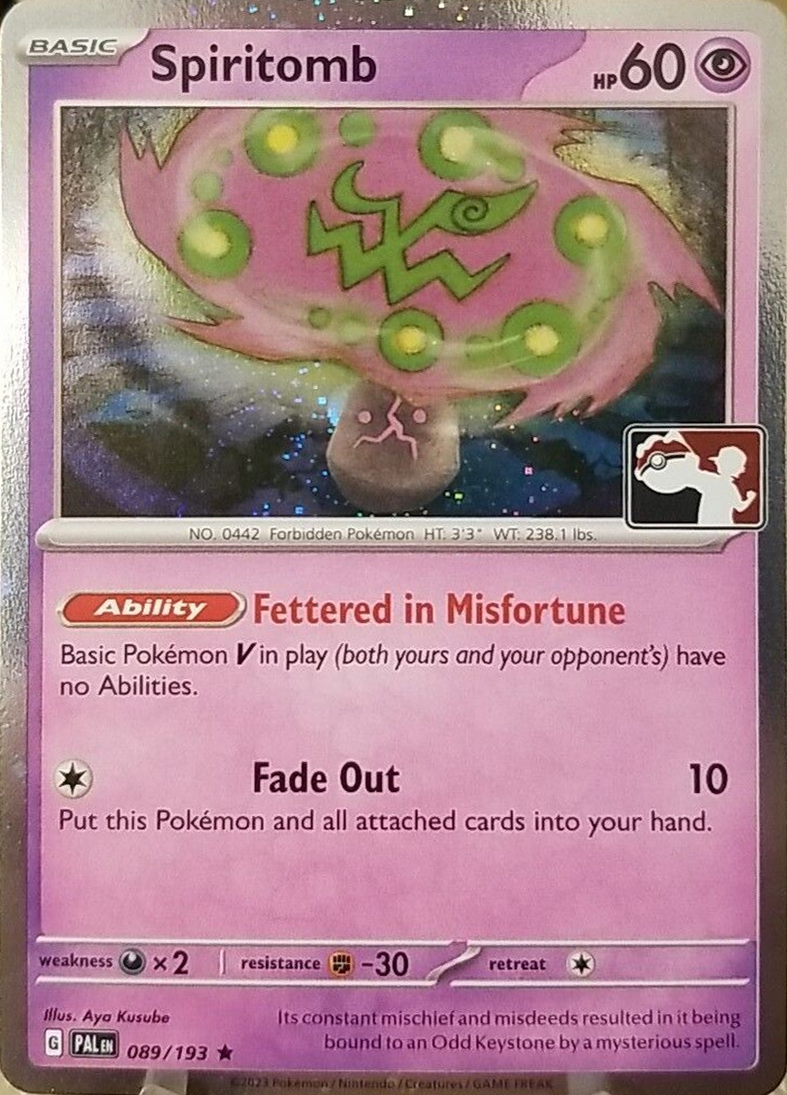 BASIC
Spiritomb
HP 60
NO. 0442 Forbidden Pokémon HT: 3'3" WT: 238.1 lbs.
Ability Fettered in Misfortune
Basic Pokémon V in play (both yours and your opponent's) have
no Abilities.
Fade Out 10
Put this Pokémon and all attached cards into your hand.
weakness ×2 resistance -30 retreat
Illus. Aya Kusube
Its constant mischief and misdeeds resulted in it being
bound to an Odd Keystone by a mysterious spell.
G PAL EN 089/193 ★
©2023 Pokémon / Nintendo / Creatures / GAME FREAK